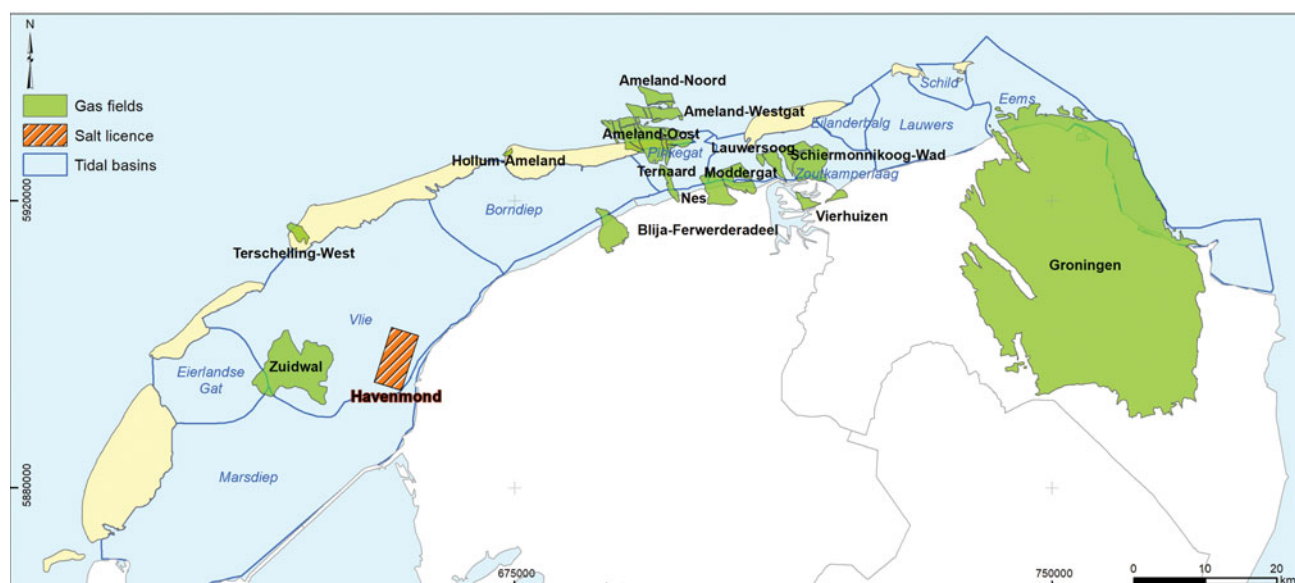 N
Gas fields
Salt licence
Tidal basins
Ameland-Noord
Ameland-Westgat
Ameland-Oost
Pinkegat
Hollum-Ameland
Ternaard
Lauwersoog
Moddergat
Nes
Schild
Eems
Eilanderbalg
Lauwers
Schiermonnikoog-Wad
Zoutkamperlaag
Vierhuizen
Borndiep
Blija-Ferwerderadeel
Terschelling-West
Groningen
Vlie
Zuidwal
Eierlandse
Gat
Havenmond
Marsdiep
5920000
5880000
675000
750000
0 10 20
km